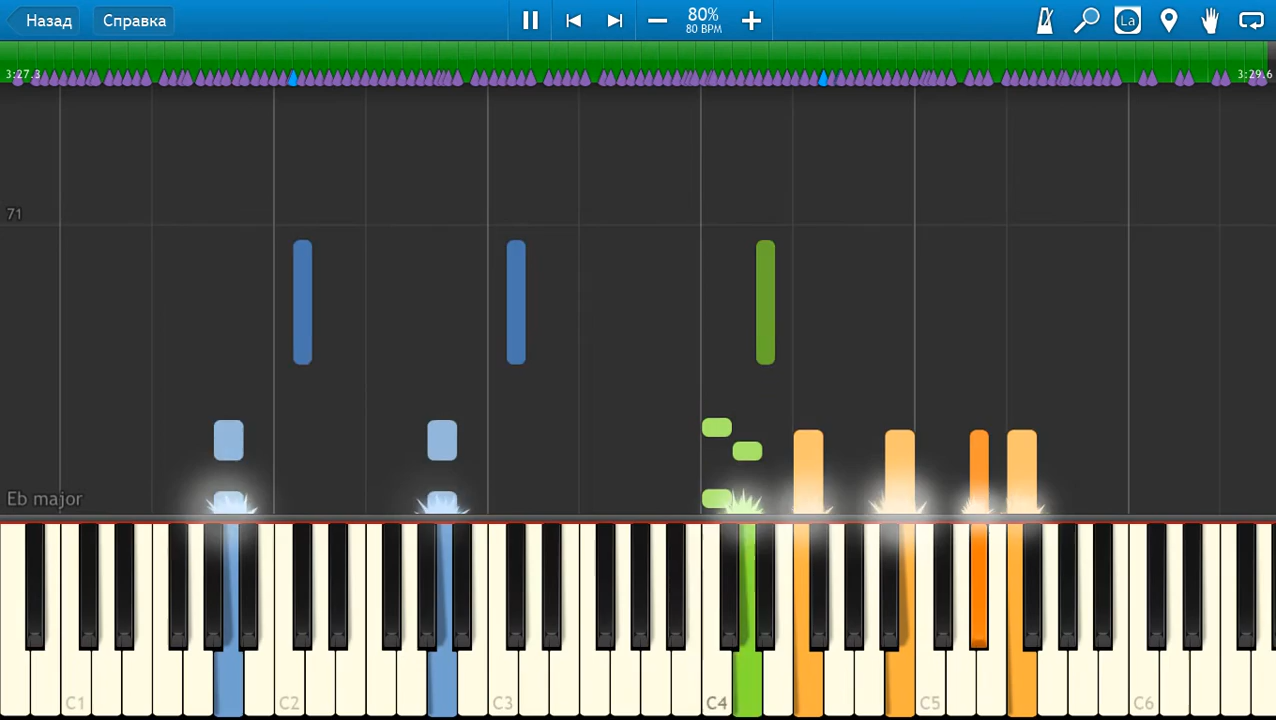 Назад
Справка
80%
80 BPM
La
3:27.3
3:29.6
71
Eb major
C1
C2
C3
C4
C5
C6